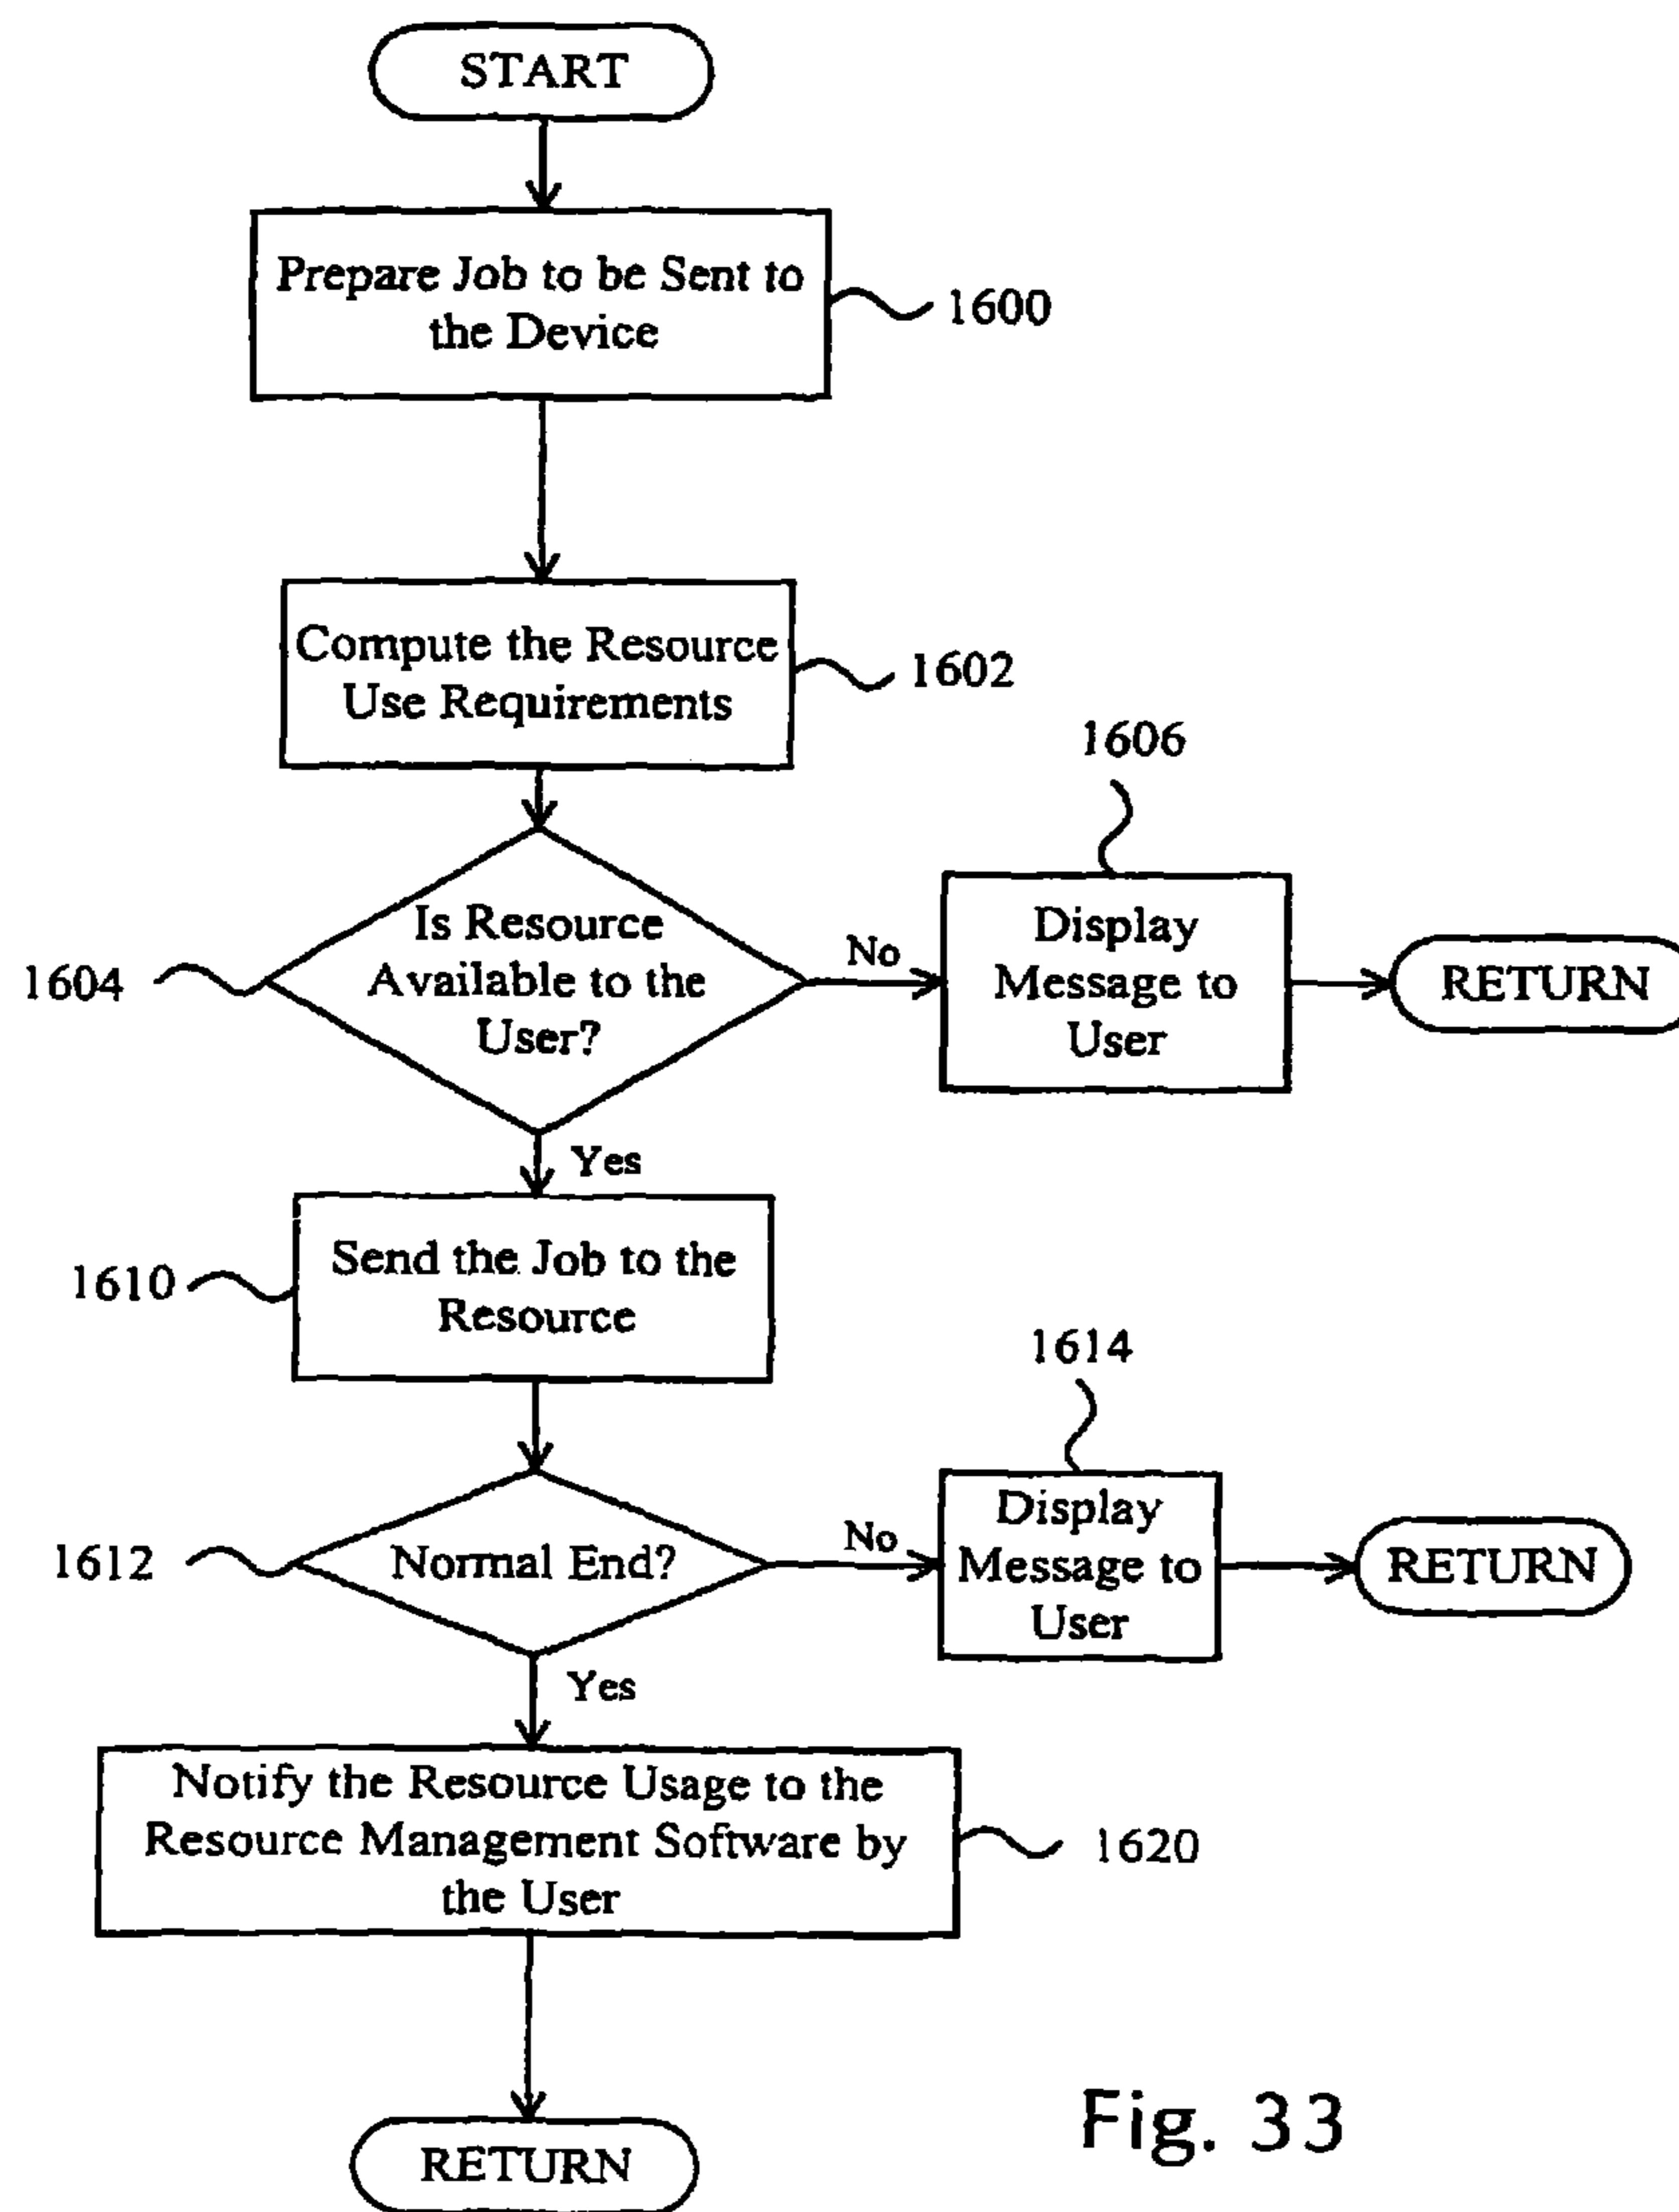 START
Prepare Job to be Sent to
the Device
1600
Compute the Resource
Use Requirements
1602
1606
Is Resource
Available to the
User?
1604
No
Display
Message to
User
RETURN
Yes
Send the Job to the
Resource
1610
1614
Normal End?
1612
No
Display
Message to
User
RETURN
Yes
Notify the Resource Usage to the
Resource Management Software by
the User
1620
RETURN
Fig. 33